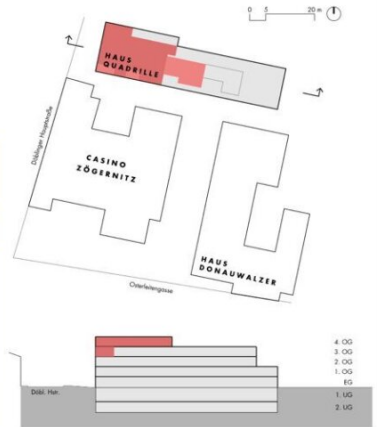 0 5 20 m
HAUS
QUADRILLE
Döblinger Hauptstraße
CASINO
ZÖGERNITZ
HAUS
DONAUWALZER
Osterleitengasse
4. OG
3. OG
2. OG
1. OG
EG
Döbl. Hstr.
1. UG
2. UG